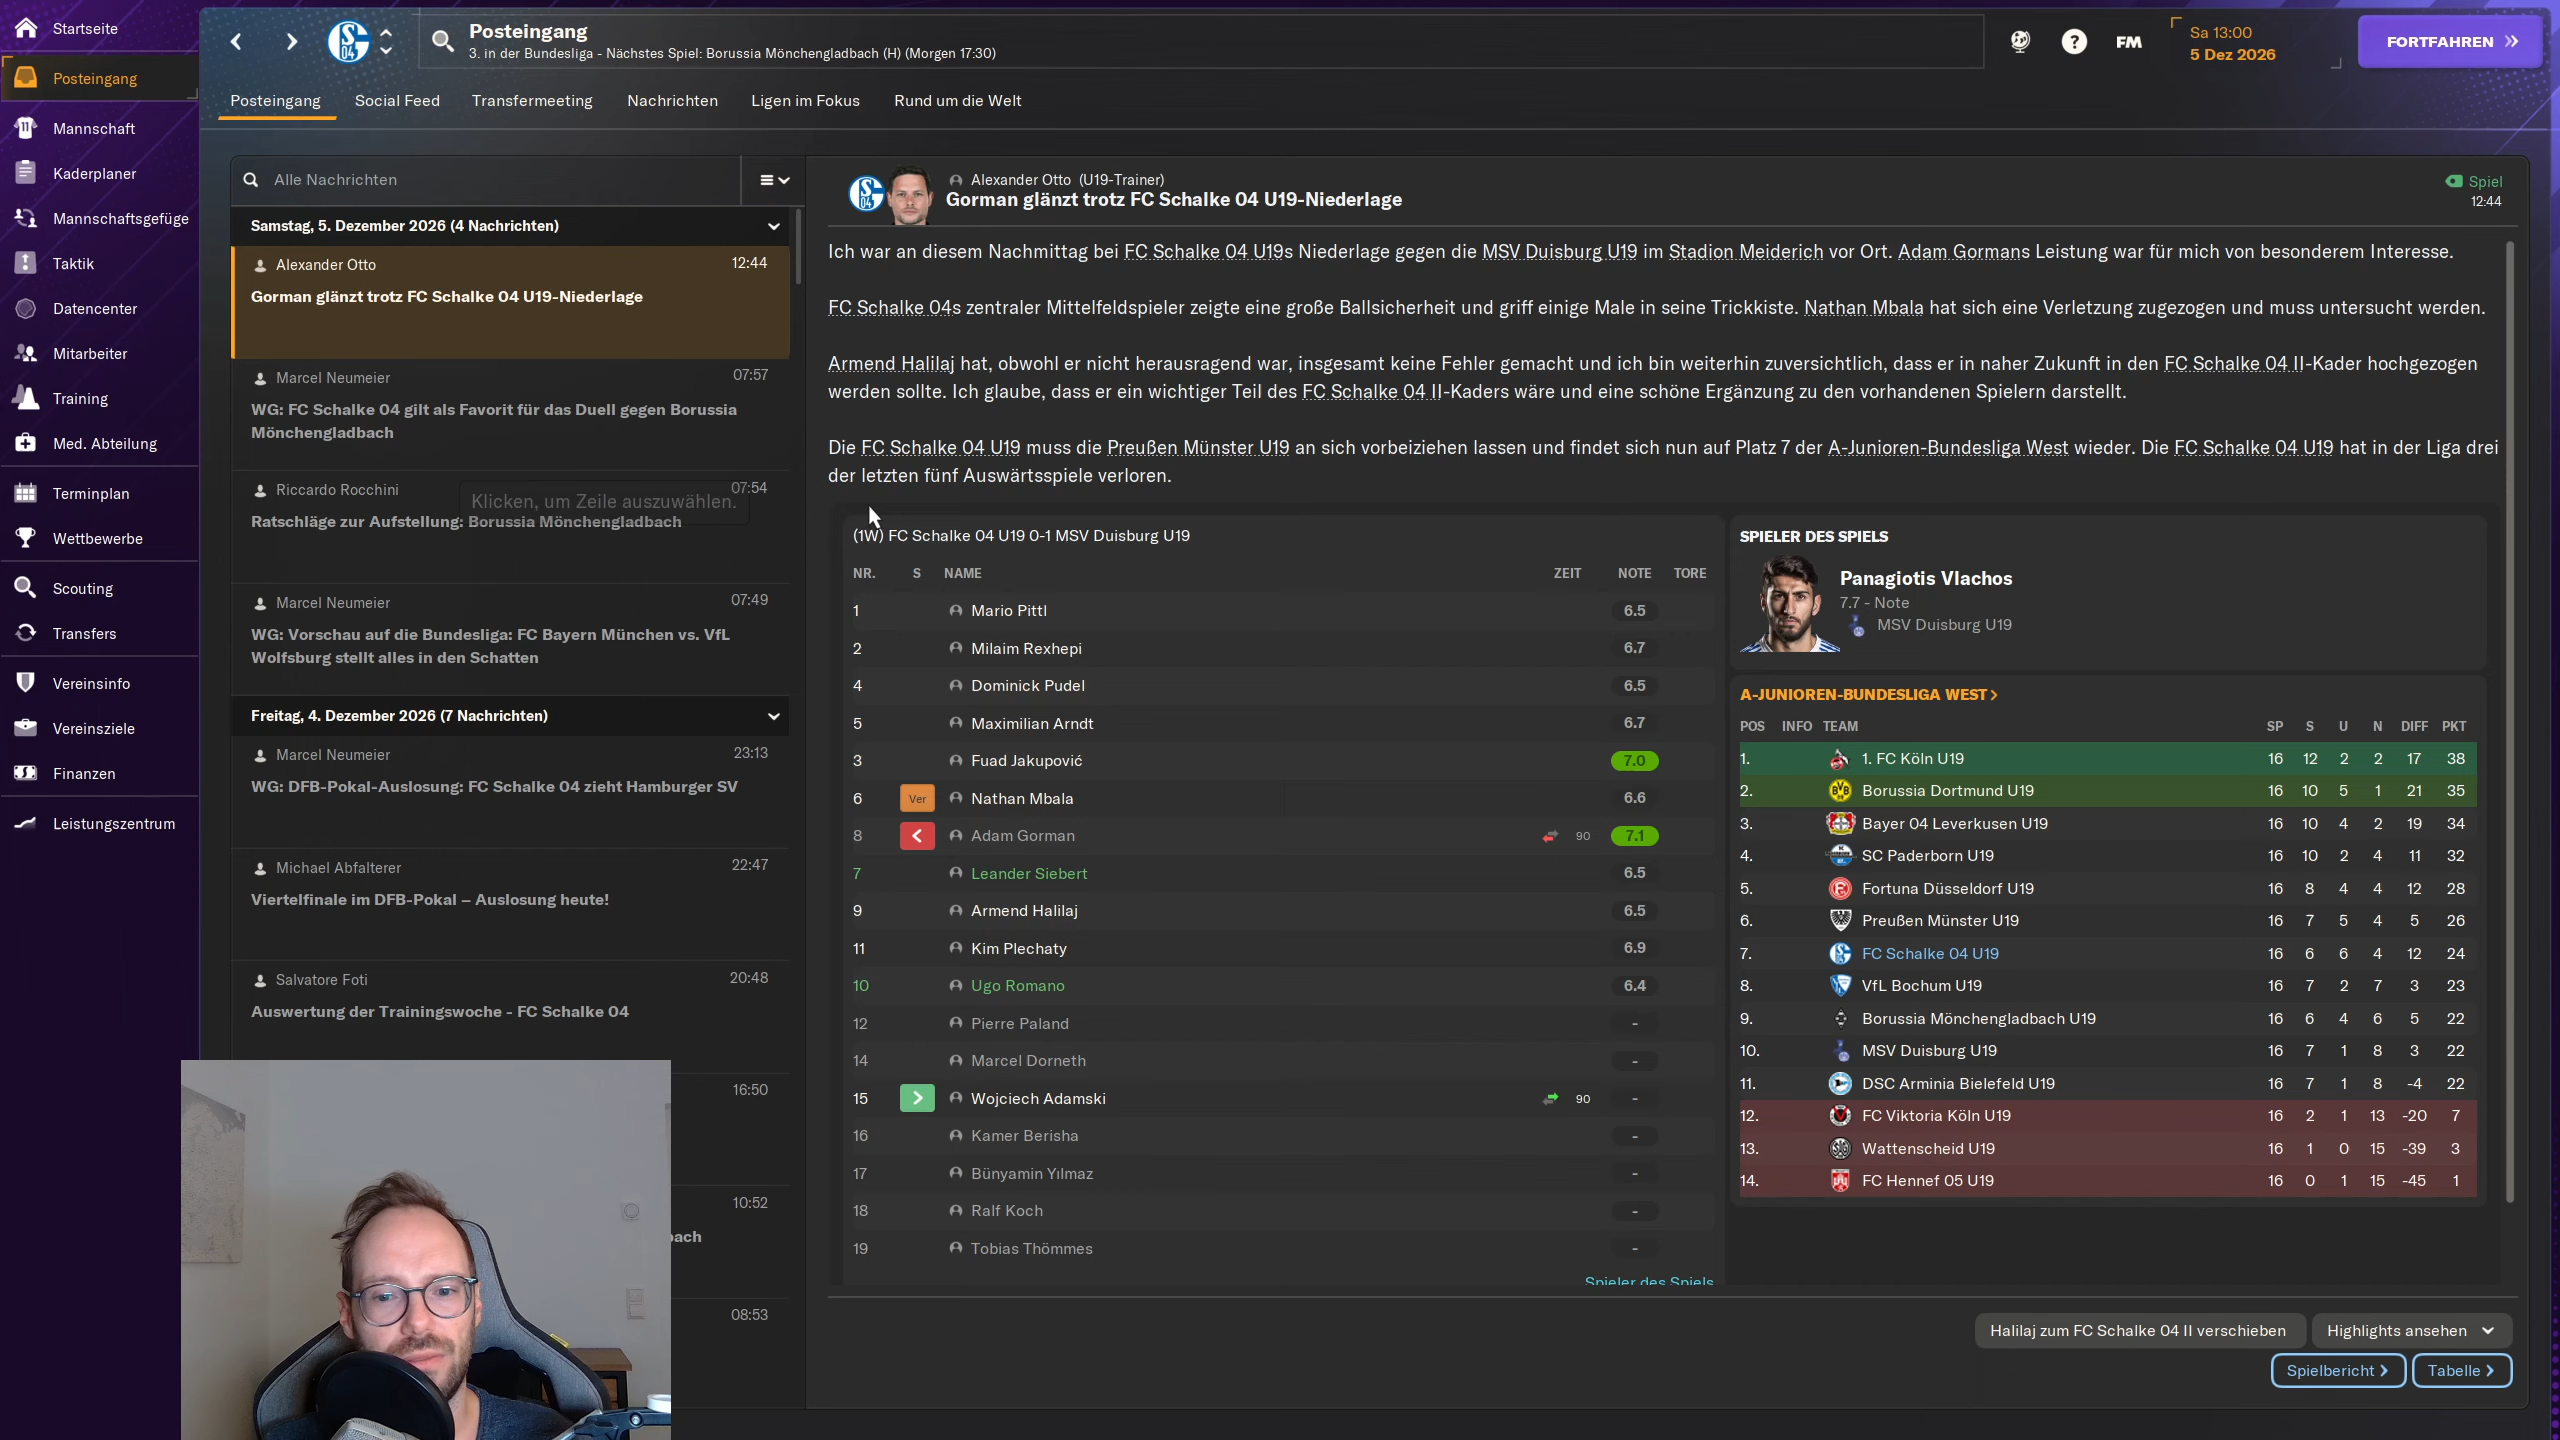 Startseite
Posteingang
Mannschaft
Kaderplaner
Mannschaftsgefüge
Taktik
Datencenter
Mitarbeiter
Training
Med. Abteilung
Terminplan
Wettbewerbe
Scouting
Transfers
Vereinsinfo
Vereinsziele
Finanzen
Leistungszentrum
Posteingang
3. in der Bundesliga - Nächstes Spiel: Borussia Mönchengladbach (H) (Morgen 17:30)
FM
Sa 13:00
5 Dez 2026
FORTFAHREN
Posteingang
Social Feed
Transfermeeting
Nachrichten
Ligen im Fokus
Rund um die Welt
Alle Nachrichten
Samstag, 5. Dezember 2026 (4 Nachrichten)
Alexander Otto 12:44
Gorman glänzt trotz FC Schalke 04 U19-Niederlage
Marcel Neumeier 07:57
WG: FC Schalke 04 gilt als Favorit für das Duell gegen Borussia
Mönchengladbach
Riccardo Rocchini 07:54
Klicken, um Zeile auszuwählen.
Ratschläge zur Aufstellung: Borussia Mönchengladbach
Marcel Neumeier 07:49
WG: Vorschau auf die Bundesliga: FC Bayern München vs. VfL
Wolfsburg stellt alles in den Schatten
Freitag, 4. Dezember 2026 (7 Nachrichten)
Marcel Neumeier 23:13
WG: DFB-Pokal-Auslosung: FC Schalke 04 zieht Hamburger SV
Michael Abfalterer 22:47
Viertelfinale im DFB-Pokal – Auslosung heute!
Salvatore Foti 20:48
Auswertung der Trainingswoche - FC Schalke 04
16:50
10:52
bach
08:53
Alexander Otto (U19-Trainer)
Gorman glänzt trotz FC Schalke 04 U19-Niederlage
Spiel
12:44
Ich war an diesem Nachmittag bei FC Schalke 04 U19s Niederlage gegen die MSV Duisburg U19 im Stadion Meiderich vor Ort. Adam Gormans Leistung war für mich von besonderem Interesse.
FC Schalke 04s zentraler Mittelfeldspieler zeigte eine große Ballsicherheit und griff einige Male in seine Trickkiste. Nathan Mbala hat sich eine Verletzung zugezogen und muss untersucht werden.
Armend Halilaj hat, obwohl er nicht herausragend war, insgesamt keine Fehler gemacht und ich bin weiterhin zuversichtlich, dass er in naher Zukunft in den FC Schalke 04 II-Kader hochgezogen
werden sollte. Ich glaube, dass er ein wichtiger Teil des FC Schalke 04 II-Kaders wäre und eine schöne Ergänzung zu den vorhandenen Spielern darstellt.
Die FC Schalke 04 U19 muss die Preußen Münster U19 an sich vorbeiziehen lassen und findet sich nun auf Platz 7 der A-Junioren-Bundesliga West wieder. Die FC Schalke 04 U19 hat in der Liga drei
der letzten fünf Auswärtsspiele verloren.
(1W) FC Schalke 04 U19 0-1 MSV Duisburg U19
NR. S NAME ZEIT NOTE TORE
1 Mario Pittl 6.5
2 Milaim Rexhepi 6.7
4 Dominick Pudel 6.5
5 Maximilian Arndt 6.7
3 Fuad Jakupović 7.0
6 Ver Nathan Mbala 6.6
8 Adam Gorman 90 7.1
7 Leander Siebert 6.5
9 Armend Halilaj 6.5
11 Kim Plechaty 6.9
10 Ugo Romano 6.4
12 Pierre Paland -
14 Marcel Dorneth -
15 Wojciech Adamski 90 -
16 Kamer Berisha -
17 Bünyamin Yılmaz -
18 Ralf Koch -
19 Tobias Thömmes -
Spieler des Spiels
SPIELER DES SPIELS
Panagiotis Vlachos
7.7 - Note
MSV Duisburg U19
A-JUNIOREN-BUNDESLIGA WEST
POS INFO TEAM SP S U N DIFF PKT
1. 1. FC Köln U19 16 12 2 2 17 38
2. Borussia Dortmund U19 16 10 5 1 21 35
3. Bayer 04 Leverkusen U19 16 10 4 2 19 34
4. SC Paderborn U19 16 10 2 4 11 32
5. Fortuna Düsseldorf U19 16 8 4 4 12 28
6. Preußen Münster U19 16 7 5 4 5 26
7. FC Schalke 04 U19 16 6 6 4 12 24
8. VfL Bochum U19 16 7 2 7 3 23
9. Borussia Mönchengladbach U19 16 6 4 6 5 22
10. MSV Duisburg U19 16 7 1 8 3 22
11. DSC Arminia Bielefeld U19 16 7 1 8 -4 22
12. FC Viktoria Köln U19 16 2 1 13 -20 7
13. Wattenscheid U19 16 1 0 15 -39 3
14. FC Hennef 05 U19 16 0 1 15 -45 1
Halilaj zum FC Schalke 04 II verschieben
Highlights ansehen
Spielbericht
Tabelle